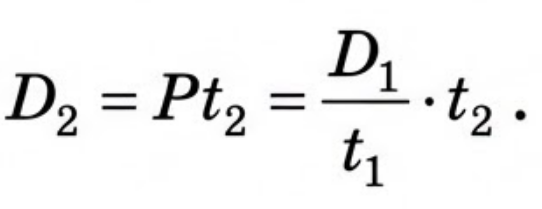 D₂ = Pt₂ = D₁/t₁ · t₂ .